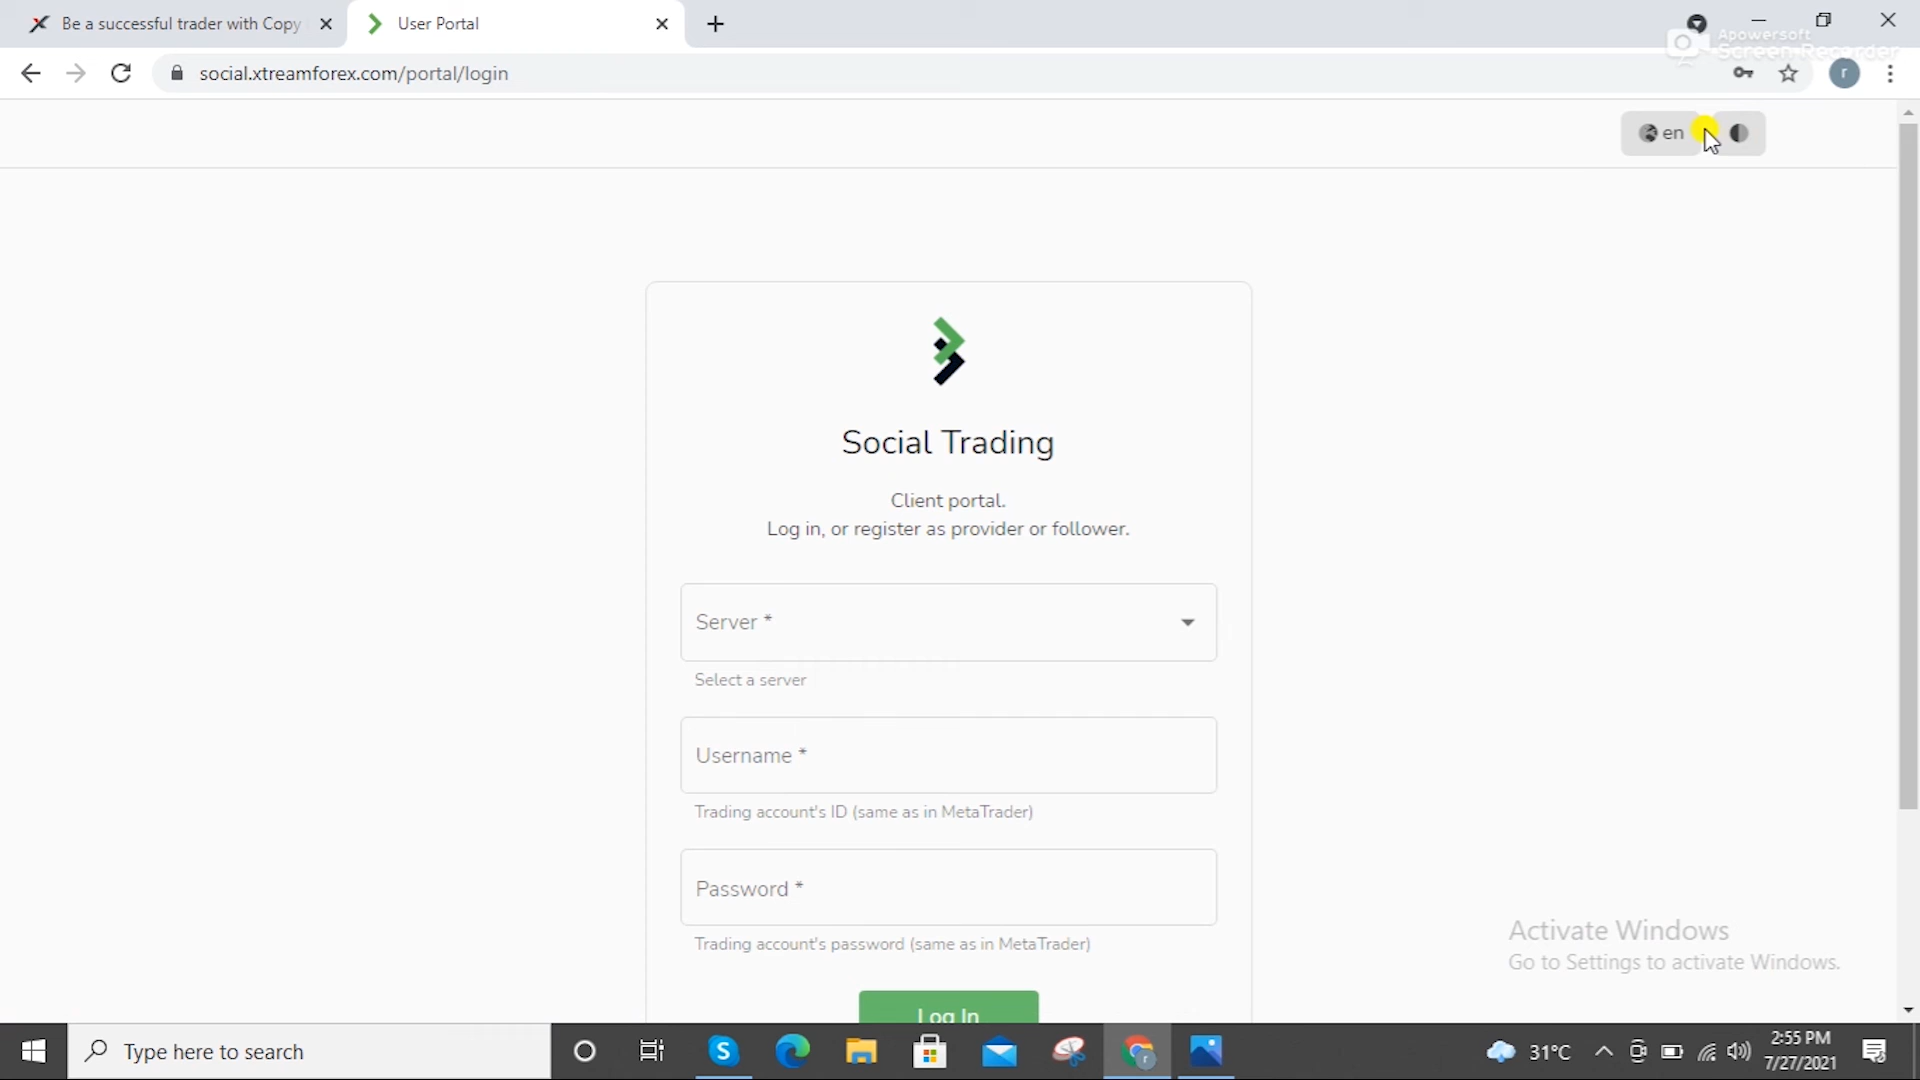 Be a successful trader with Copy
User Portal
Apowersoft
Screen Recorder
social.xtreamforex.com/portal/login
r
en
Social Trading
Client portal.
Log in, or register as provider or follower.
Server *
Select a server
Username *
Trading account's ID (same as in MetaTrader)
Password *
Trading account's password (same as in MetaTrader)
Log In
Activate Windows
Go to Settings to activate Windows.
Type here to search
31°C
2:55 PM
7/27/2021